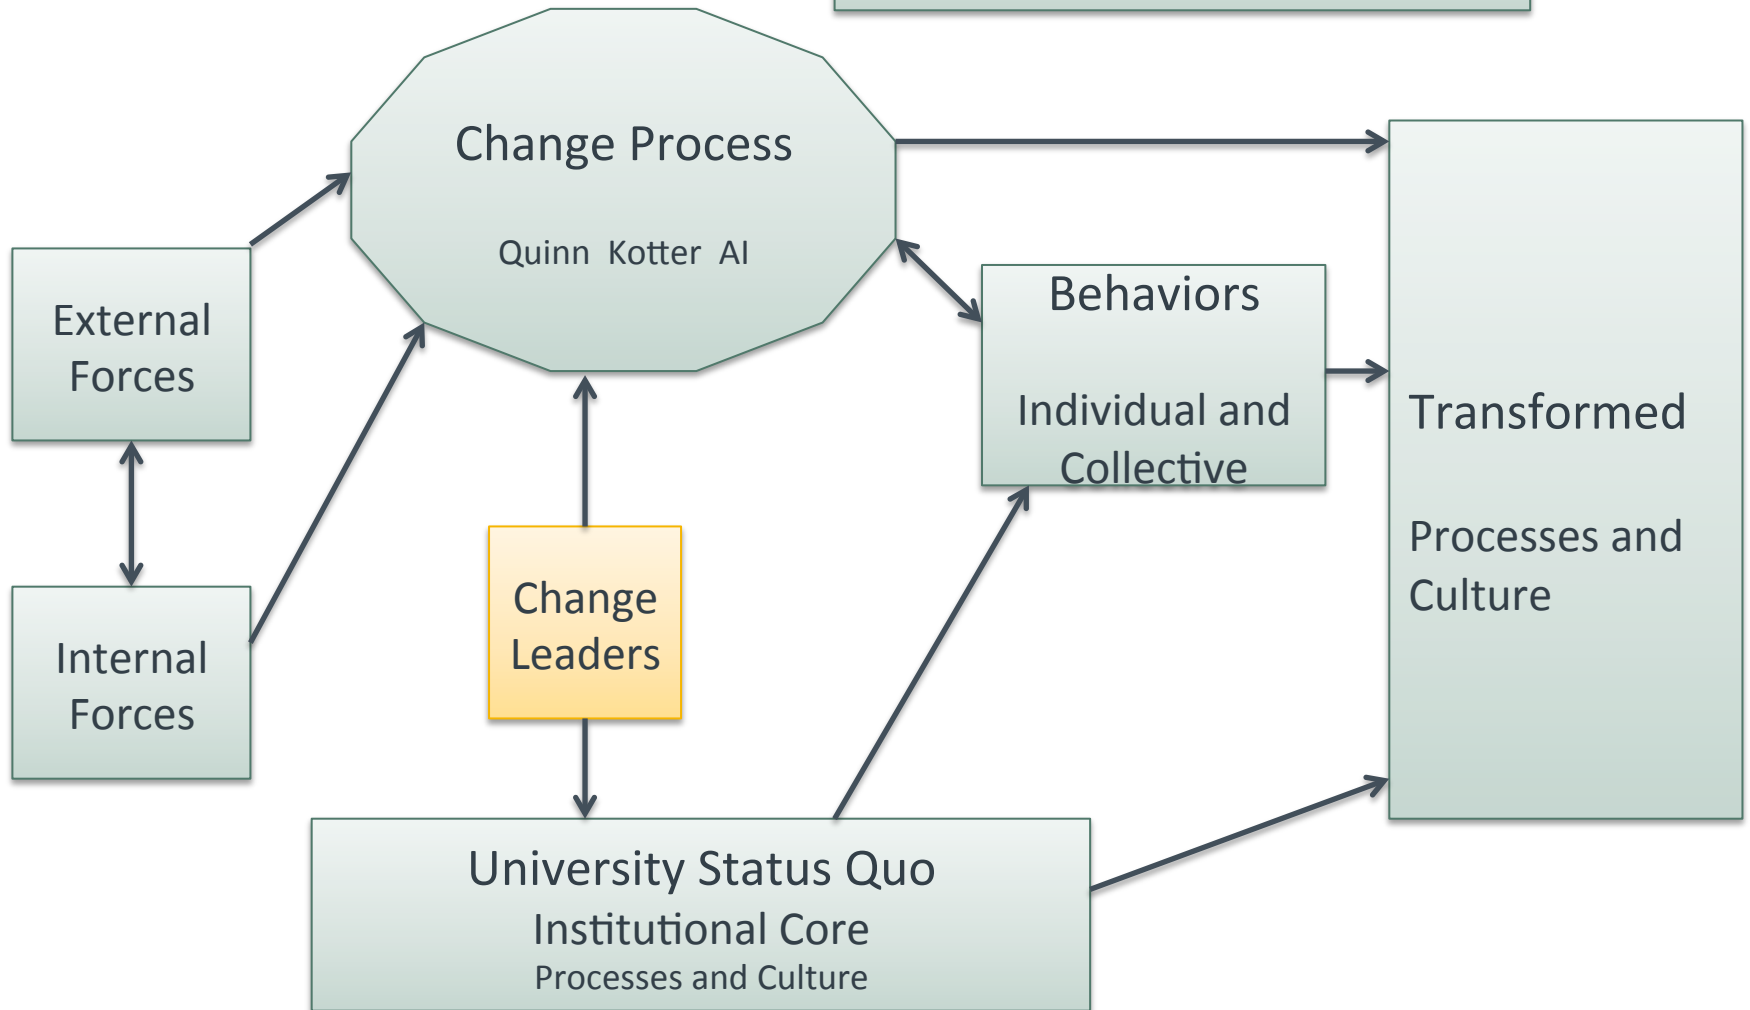 Change Process
Quinn Kotter AI
External
Forces
Behaviors
Individual and
Collective
Transformed
Processes and
Culture
Change
Leaders
Internal
Forces
University Status Quo
Institutional Core
Processes and Culture